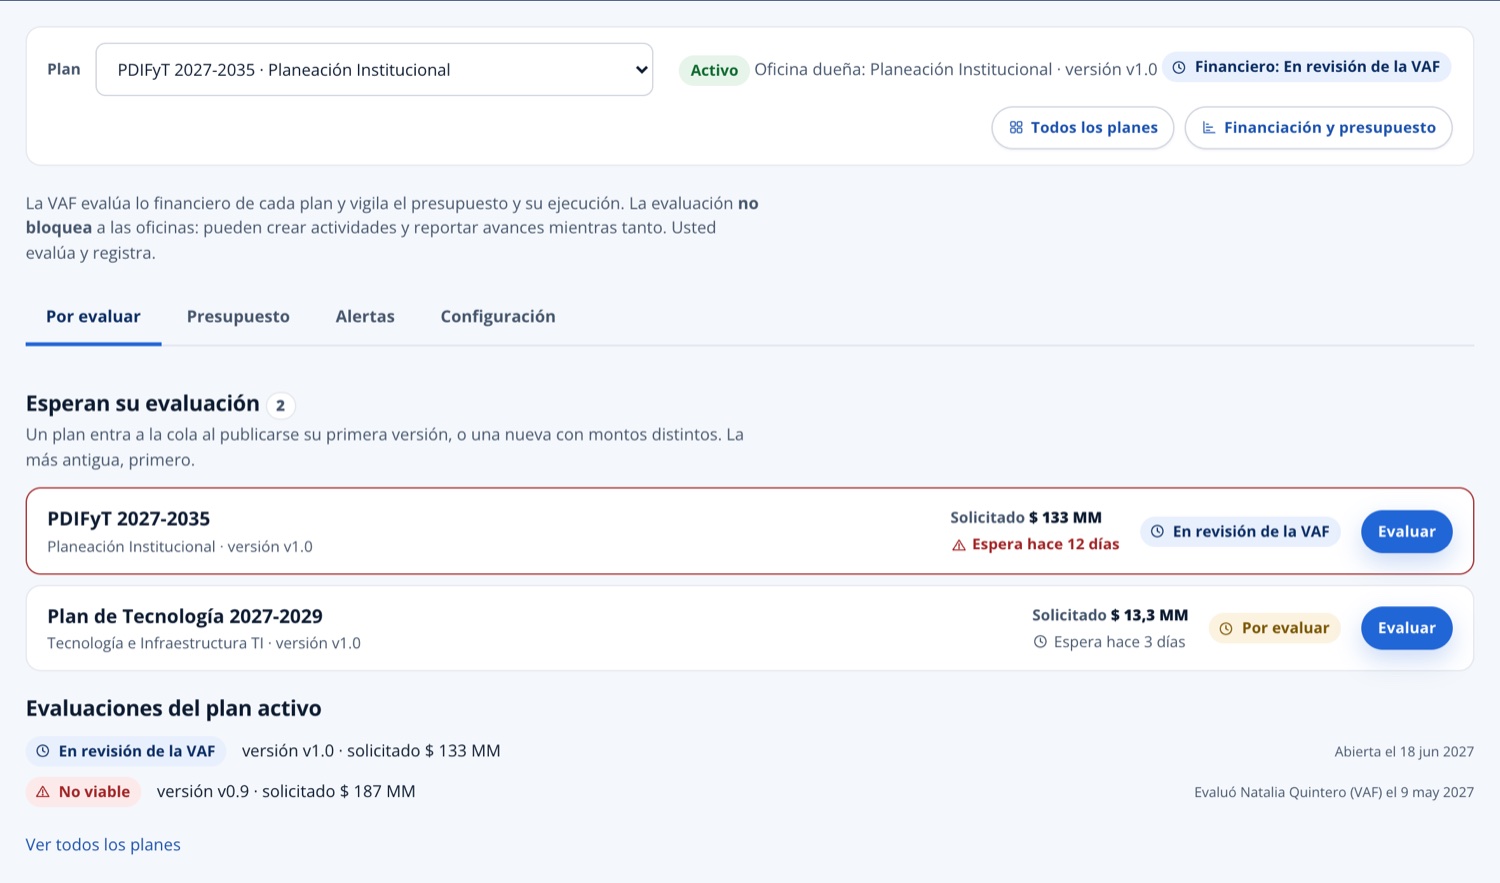 Plan
PDIFyT 2027-2035 · Planeación Institucional
Activo
Oficina dueña: Planeación Institucional · versión v1.0
Financiero: En revisión de la VAF
Todos los planes
Financiación y presupuesto
La VAF evalúa lo financiero de cada plan y vigila el presupuesto y su ejecución. La evaluación no
bloquea a las oficinas: pueden crear actividades y reportar avances mientras tanto. Usted
evalúa y registra.
Por evaluar
Presupuesto
Alertas
Configuración
Esperan su evaluación 2
Un plan entra a la cola al publicarse su primera versión, o una nueva con montos distintos. La
más antigua, primero.
PDIFyT 2027-2035
Planeación Institucional · versión v1.0
Solicitado $ 133 MM
Espera hace 12 días
En revisión de la VAF
Evaluar
Plan de Tecnología 2027-2029
Tecnología e Infraestructura TI · versión v1.0
Solicitado $ 13,3 MM
Espera hace 3 días
Por evaluar
Evaluar
Evaluaciones del plan activo
En revisión de la VAF versión v1.0 · solicitado $ 133 MM
Abierta el 18 jun 2027
No viable versión v0.9 · solicitado $ 187 MM
Evaluó Natalia Quintero (VAF) el 9 may 2027
Ver todos los planes